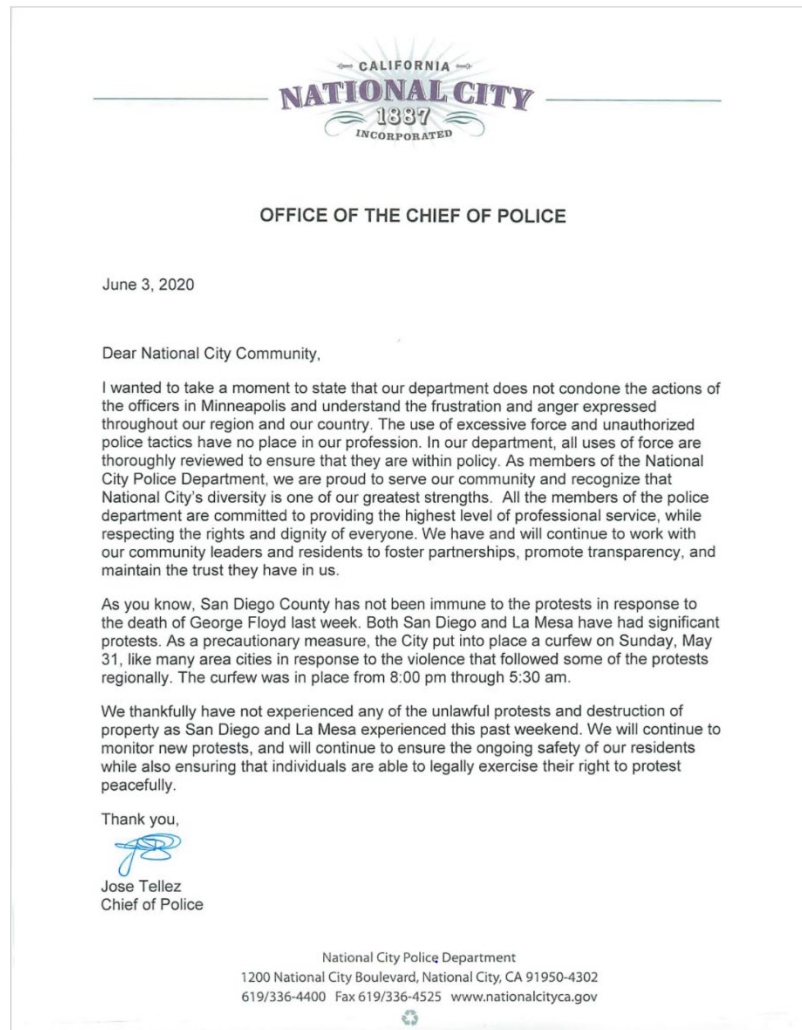 CALIFORNIA
NATIONAL CITY
1887
INCORPORATED
OFFICE OF THE CHIEF OF POLICE
June 3, 2020
Dear National City Community,
I wanted to take a moment to state that our department does not condone the actions of
the officers in Minneapolis and understand the frustration and anger expressed
throughout our region and our country. The use of excessive force and unauthorized
police tactics have no place in our profession. In our department, all uses of force are
thoroughly reviewed to ensure that they are within policy. As members of the National
City Police Department, we are proud to serve our community and recognize that
National City's diversity is one of our greatest strengths. All the members of the police
department are committed to providing the highest level of professional service, while
respecting the rights and dignity of everyone. We have and will continue to work with
our community leaders and residents to foster partnerships, promote transparency, and
maintain the trust they have in us.
As you know, San Diego County has not been immune to the protests in response to
the death of George Floyd last week. Both San Diego and La Mesa have had significant
protests. As a precautionary measure, the City put into place a curfew on Sunday, May
31, like many area cities in response to the violence that followed some of the protests
regionally. The curfew was in place from 8:00 pm through 5:30 am.
We thankfully have not experienced any of the unlawful protests and destruction of
property as San Diego and La Mesa experienced this past weekend. We will continue to
monitor new protests, and will continue to ensure the ongoing safety of our residents
while also ensuring that individuals are able to legally exercise their right to protest
peacefully.
Thank you,
Jose Tellez
Chief of Police
National City Police Department
1200 National City Boulevard, National City, CA 91950-4302
619/336-4400 Fax 619/336-4525 www.nationalcityca.gov